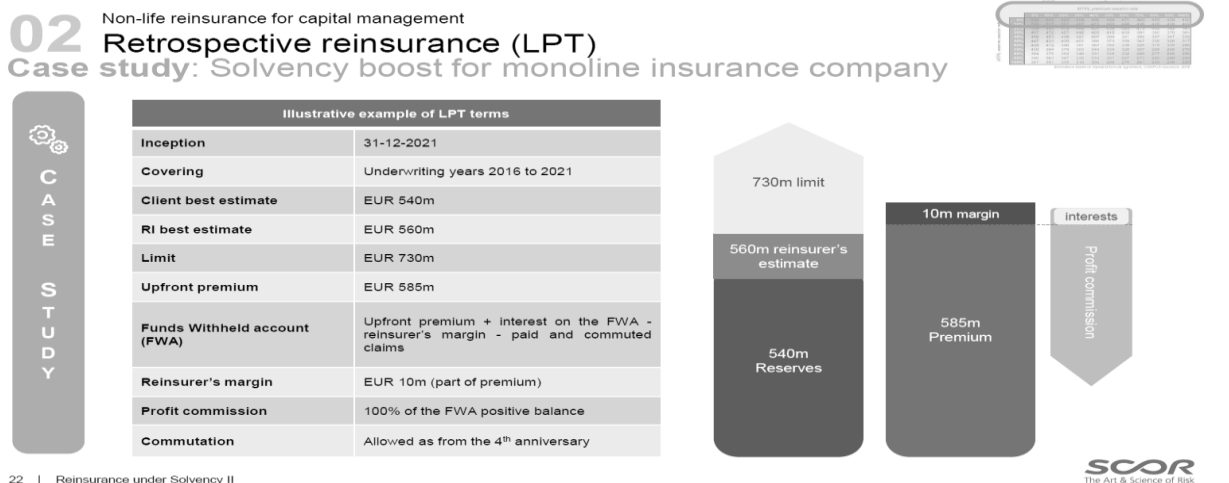 02
Non-life reinsurance for capital management
Retrospective reinsurance (LPT)
Case study: Solvency boost for monoline insurance company
CASE STUDY
Illustrative example of LPT terms
Inception 31-12-2021
Covering Underwriting years 2016 to 2021
Client best estimate EUR 540m
RI best estimate EUR 560m
Limit EUR 730m
Upfront premium EUR 585m
Funds Withheld account
(FWA)
Upfront premium + interest on the FWA -
reinsurer's margin - paid and commuted
claims
Reinsurer's margin EUR 10m (part of premium)
Profit commission 100% of the FWA positive balance
Commutation Allowed as from the 4th anniversary
730m limit
560m reinsurer's
estimate
540m
Reserves
10m margin
585m
Premium
interests
Profit commission
22 | Reinsurance under Solvency II
SCOR
The Art & Science of Risk